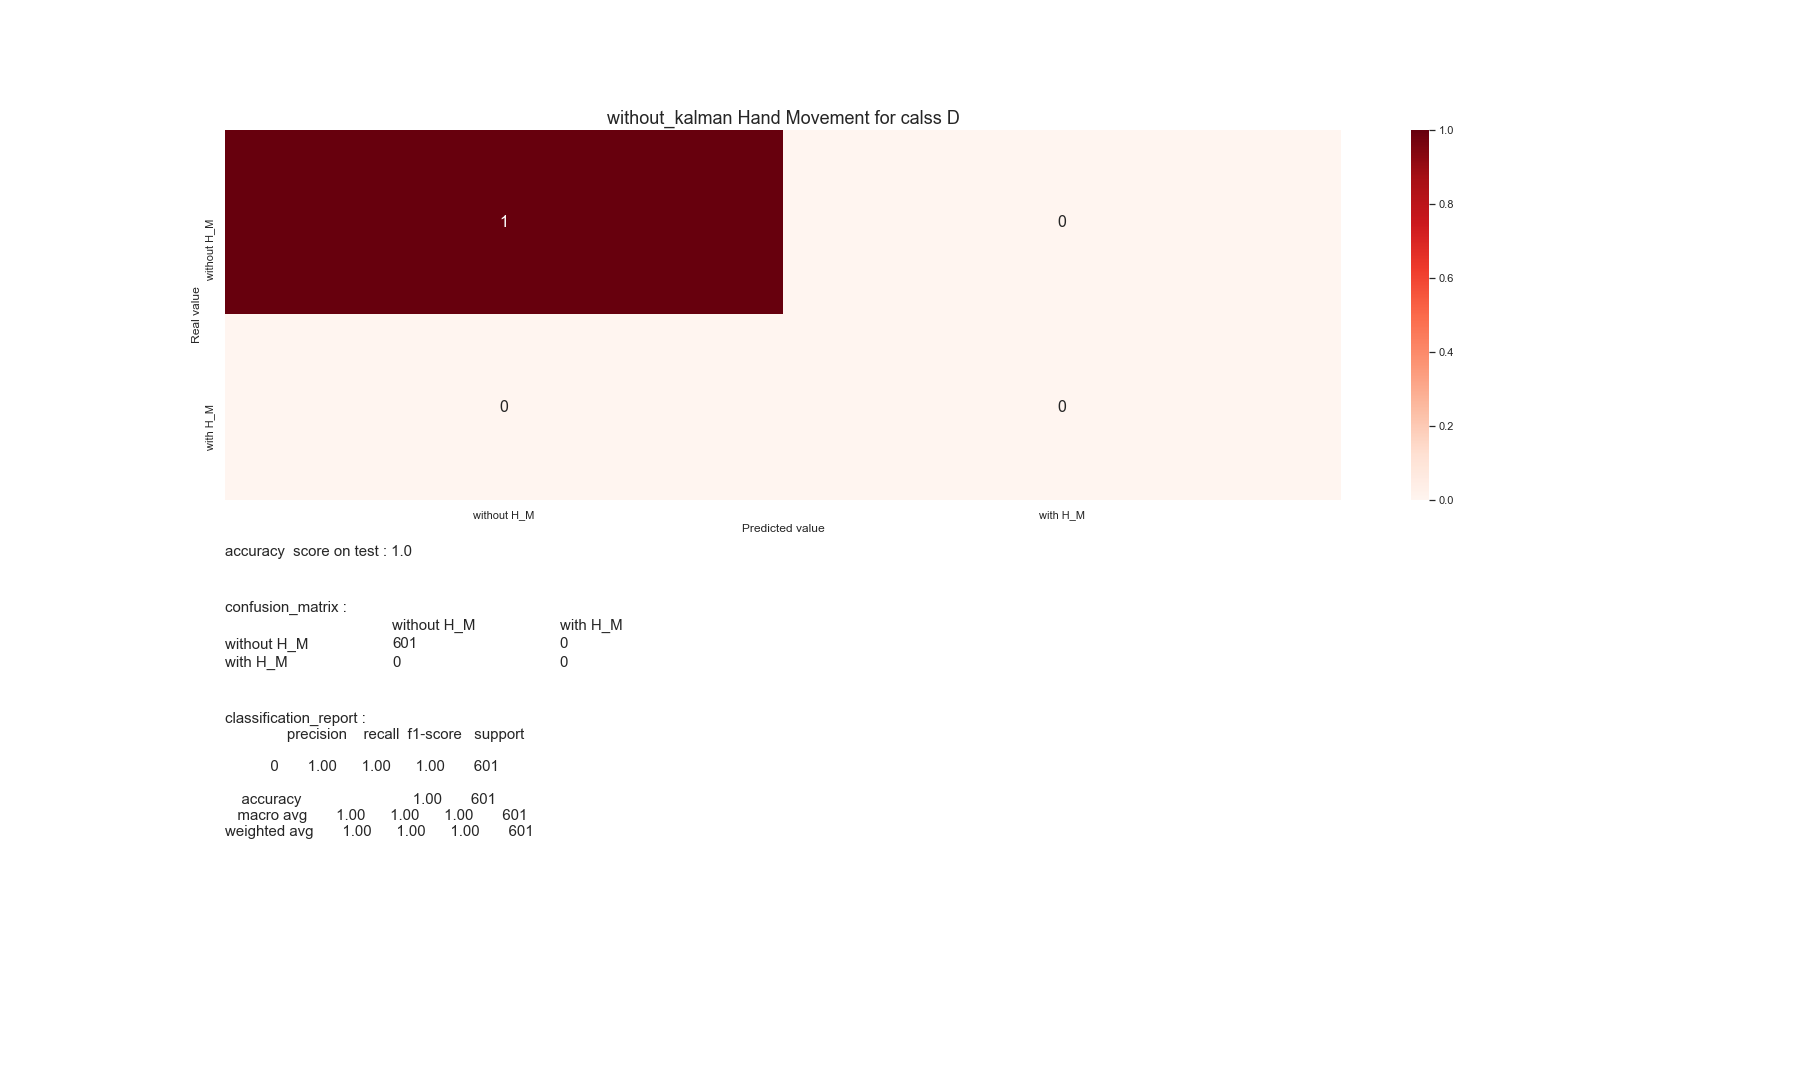 without_kalman Hand Movement for calss D
1
0
0
0
without H_M
with H_M
Real value
without H_M
with H_M
Predicted value
1.0
0.8
0.6
0.4
0.2
0.0
accuracy  score on test : 1.0
confusion_matrix :
without H_M with H_M
without H_M 601 0
with H_M 0 0
classification_report :
precision recall f1-score support
0 1.00 1.00 1.00 601
accuracy 1.00 601
macro avg 1.00 1.00 1.00 601
weighted avg 1.00 1.00 1.00 601